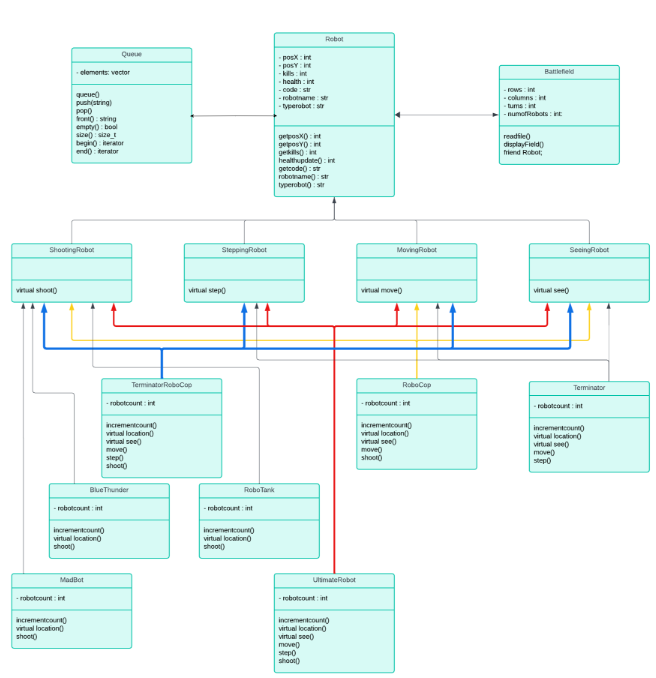 Robot
- posX : int
- posY : int
- kills : int
- health : int
- code : str
- robotname : str
- typerobot : str
getposX() : int
getposY() : int
getkills() : int
healthupdate() : int
getcode() : str
robotname() : str
typerobot() : str
Queue
- elements: vector
queue()
push(string)
pop()
front() : string
empty() : bool
size() : size_t
begin() : iterator
end() : iterator
Battlefield
- rows : int
- columns : int
- turns : int
- numofRobots : int:
readfile()
displayField()
friend Robot;
ShootingRobot
virtual shoot()
SteppingRobot
virtual step()
MovingRobot
virtual move()
SeeingRobot
virtual see()
TerminatorRoboCop
- robotcount : int
incrementcount()
virtual location()
virtual see()
move()
step()
shoot()
RoboCop
- robotcount : int
incrementcount()
virtual location()
virtual see()
move()
shoot()
Terminator
- robotcount : int
incrementcount()
virtual location()
virtual see()
move()
step()
BlueThunder
- robotcount : int
incrementcount()
virtual location()
shoot()
RoboTank
- robotcount : int
incrementcount()
virtual location()
shoot()
MadBot
- robotcount : int
incrementcount()
virtual location()
shoot()
UltimateRobot
- robotcount : int
incrementcount()
virtual location()
virtual see()
move()
step()
shoot()